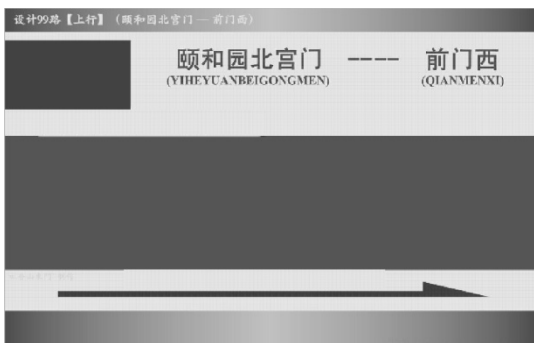 设计99路【上行】（颐和园北宫门 — 前门西）
颐和园北宫门 ---- 前门西
(YIHEYUANBEIGONGMEN) (QIANMENXI)